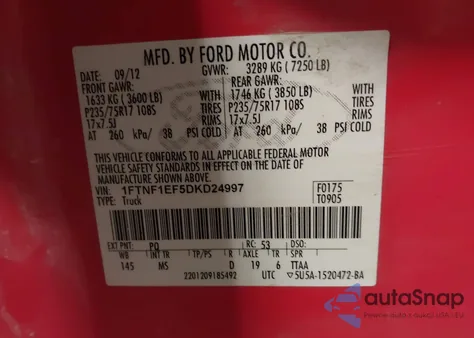 MFD. BY FORD MOTOR CO.
DATE: 09/12 GVWR: 3289 KG ( 7250 LB)
FRONT GAWR: REAR GAWR:
1633 KG ( 3600 LB) 1746 KG ( 3850 LB)
P235/75R17 108S WITH TIRES P235/75R17 108S
17x7.5J RIMS 17x7.5J
AT 260 kPa/ 38 PSI COLD AT 260 kPa/ 38 PSI COLD
THIS VEHICLE CONFORMS TO ALL APPLICABLE FEDERAL MOTOR
VEHICLE SAFETY STANDARDS IN EFFECT ON THE DATE OF
MANUFACTURE SHOWN ABOVE.
VIN: 1FTNF1EF5DKD24997 F0175
TYPE: Truck T0905
EXT PNT: PQ RC: 53 DSO:
WB INT TR TP/PS R AXLE TR SPR
145 MS D 19 6 TTAA
2201209185492 UTC 5U5A-1520472-BA
autoSnap